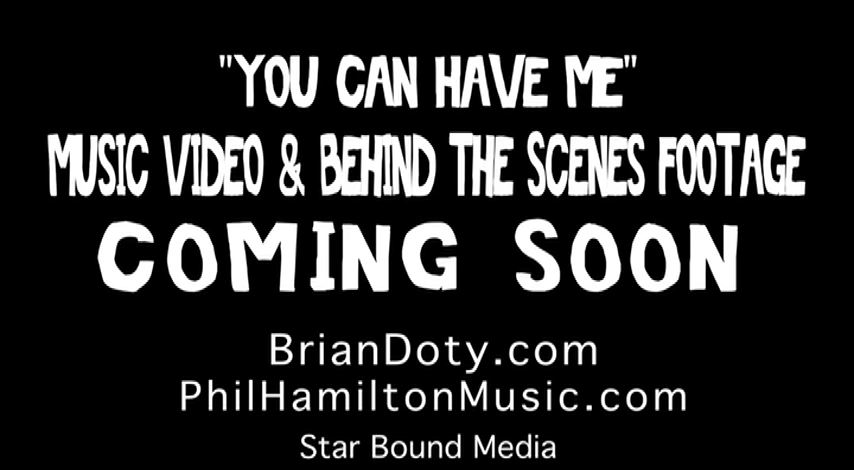 "YOU CAN HAVE ME"
MUSIC VIDEO & BEHIND THE SCENES FOOTAGE
COMING SOON
BrianDoty.com
PhilHamiltonMusic.com
Star Bound Media